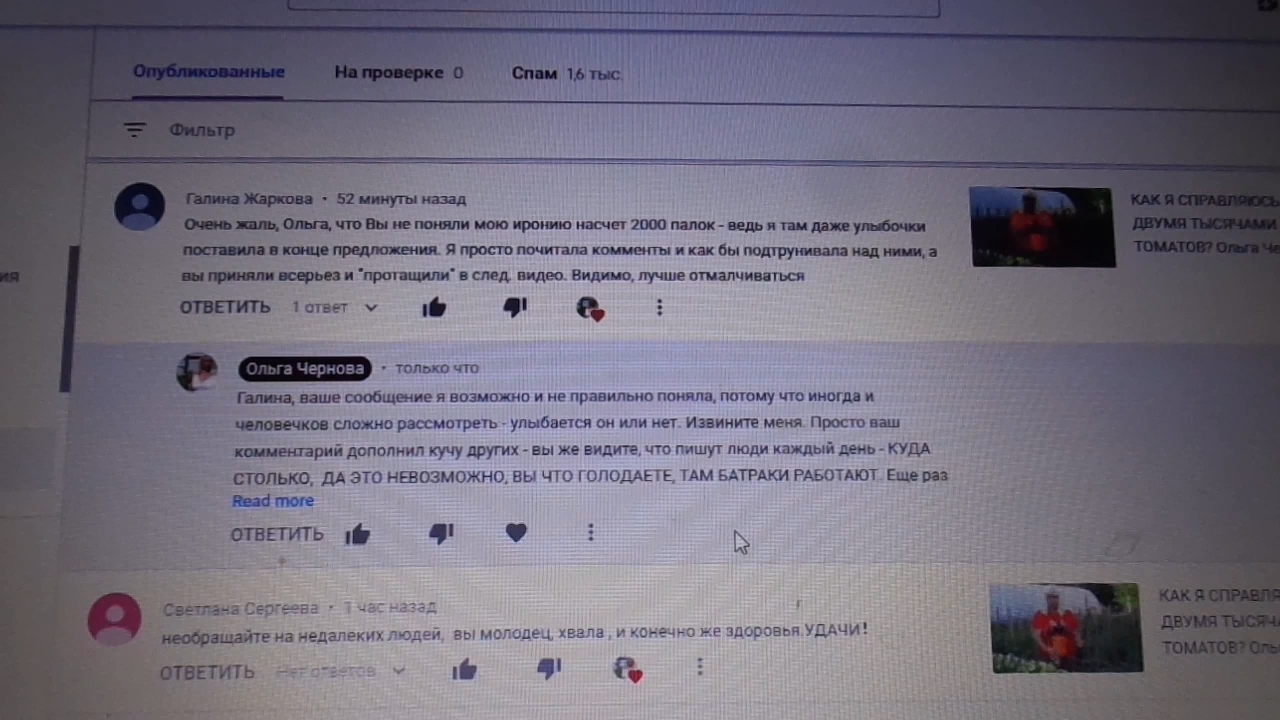 Опубликованные На проверке 0 Спам 1,6 тыс.
Фильтр
Галина Жаркова • 52 минуты назад
Очень жаль, Ольга, что Вы не поняли мою иронию насчет 2000 палок - ведь я там даже улыбочки
поставила в конце предложения. Я просто почитала комменты и как бы подтрунивала над ними, а
вы приняли всерьез и "протащили" в след. видео. Видимо, лучше отмалчиваться
КАК Я СПРАВЛЯЮСЬ
ДВУМЯ ТЫСЯЧАМИ
ТОМАТОВ? Ольга Че
ОТВЕТИТЬ 1 ответ
ия
Ольга Чернова • только что
Галина, ваше сообщение я возможно и не правильно поняла, потому что иногда и
человечков сложно рассмотреть - улыбается он или нет. Извините меня. Просто ваш
комментарий дополнил кучу других - вы же видите, что пишут люди каждый день - КУДА
СТОЛЬКО, ДА ЭТО НЕВОЗМОЖНО, ВЫ ЧТО ГОЛОДАЕТЕ, ТАМ БАТРАКИ РАБОТАЮТ. Еще раз
Read more
ОТВЕТИТЬ
Светлана Сергеева • 1 час назад
необращайте на недалеких людей, вы молодец, хвала , и конечно же здоровья.УДАЧИ!
КАК Я СПРАВЛЯ
ДВУМЯ ТЫСЯЧА
ТОМАТОВ? Оль
ОТВЕТИТЬ Нет ответов